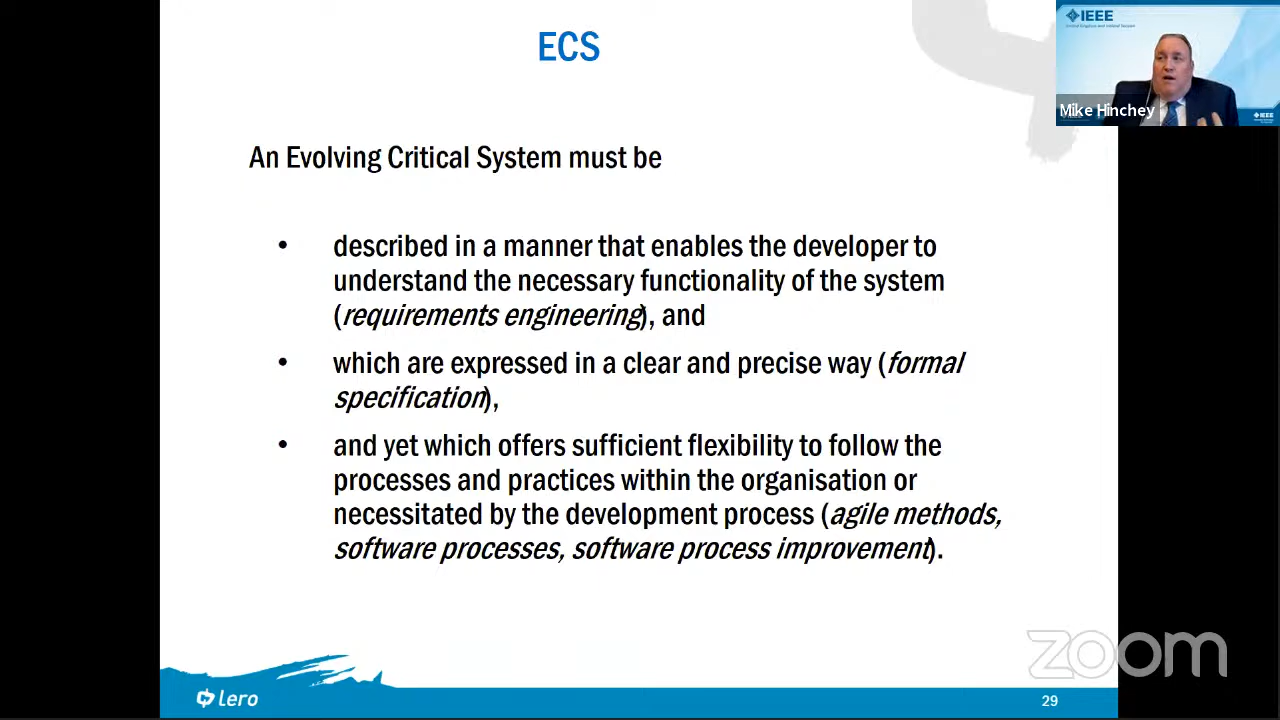 ECS
IEEE
Mike Hinchey
IEEE
An Evolving Critical System must be
• described in a manner that enables the developer to
understand the necessary functionality of the system
(requirements engineering), and
• which are expressed in a clear and precise way (formal
specification),
• and yet which offers sufficient flexibility to follow the
processes and practices within the organisation or
necessitated by the development process (agile methods,
software processes, software process improvement).
zoom
Lero
29